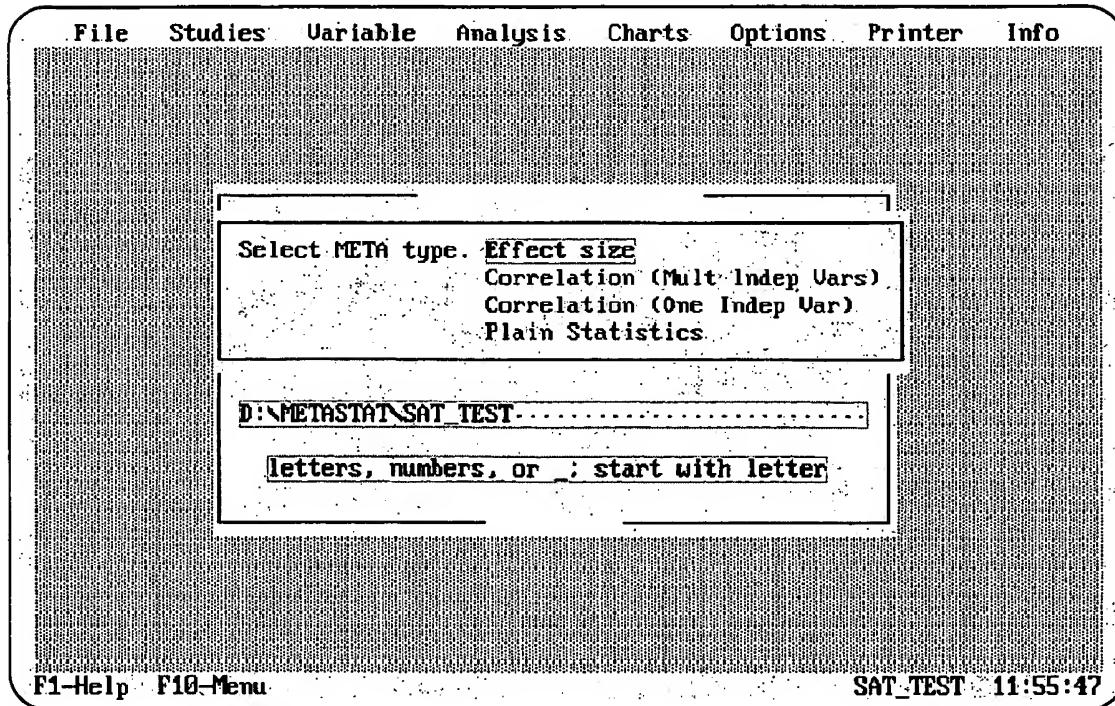 File Studies Variable Analysis Charts Options Printer Info
Select META type. Effect size
Correlation (Mult Indep Vars)
Correlation (One Indep Var)
Plain Statistics
D:\METASTAT\SAT_TEST
letters, numbers, or _; start with letter
F1-Help F10-Menu SAT_TEST 11:55:47